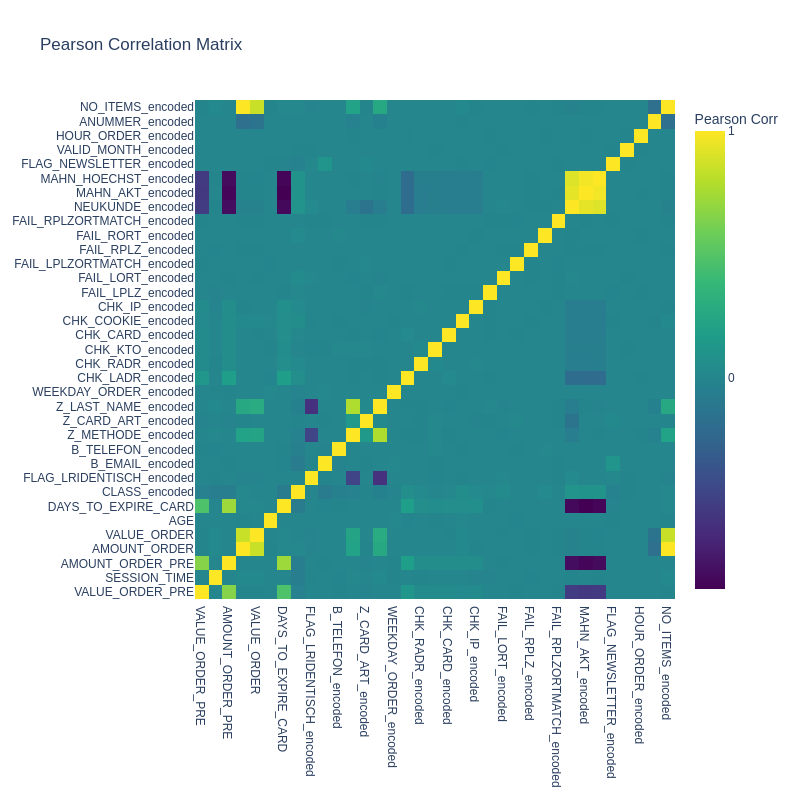 Pearson Correlation Matrix
Pearson Corr
1
0
NO_ITEMS_encoded
ANUMMER_encoded
HOUR_ORDER_encoded
VALID_MONTH_encoded
FLAG_NEWSLETTER_encoded
MAHN_HOECHST_encoded
MAHN_AKT_encoded
NEUKUNDE_encoded
FAIL_RPLZORTMATCH_encoded
FAIL_RORT_encoded
FAIL_RPLZ_encoded
FAIL_LPLZORTMATCH_encoded
FAIL_LORT_encoded
FAIL_LPLZ_encoded
CHK_IP_encoded
CHK_COOKIE_encoded
CHK_CARD_encoded
CHK_KTO_encoded
CHK_RADR_encoded
CHK_LADR_encoded
WEEKDAY_ORDER_encoded
Z_LAST_NAME_encoded
Z_CARD_ART_encoded
Z_METHODE_encoded
B_TELEFON_encoded
B_EMAIL_encoded
FLAG_LRIDENTISCH_encoded
CLASS_encoded
DAYS_TO_EXPIRE_CARD
AGE
VALUE_ORDER
AMOUNT_ORDER
AMOUNT_ORDER_PRE
SESSION_TIME
VALUE_ORDER_PRE
VALUE_ORDER_PRE
AMOUNT_ORDER_PRE
VALUE_ORDER
DAYS_TO_EXPIRE_CARD
FLAG_LRIDENTISCH_encoded
B_TELEFON_encoded
Z_CARD_ART_encoded
WEEKDAY_ORDER_encoded
CHK_RADR_encoded
CHK_CARD_encoded
CHK_IP_encoded
FAIL_LORT_encoded
FAIL_RPLZ_encoded
FAIL_RPLZORTMATCH_encoded
MAHN_AKT_encoded
FLAG_NEWSLETTER_encoded
HOUR_ORDER_encoded
NO_ITEMS_encoded